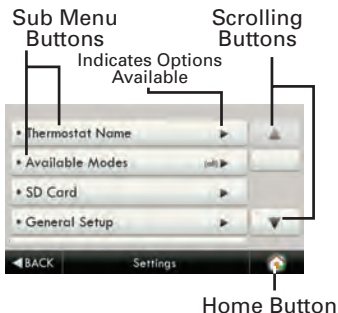 Sub Menu
Buttons
Scrolling
Buttons
Indicates Options
Available
• Thermostat Name
• Available Modes
• SD Card
• General Setup
BACK
Settings
Home Button